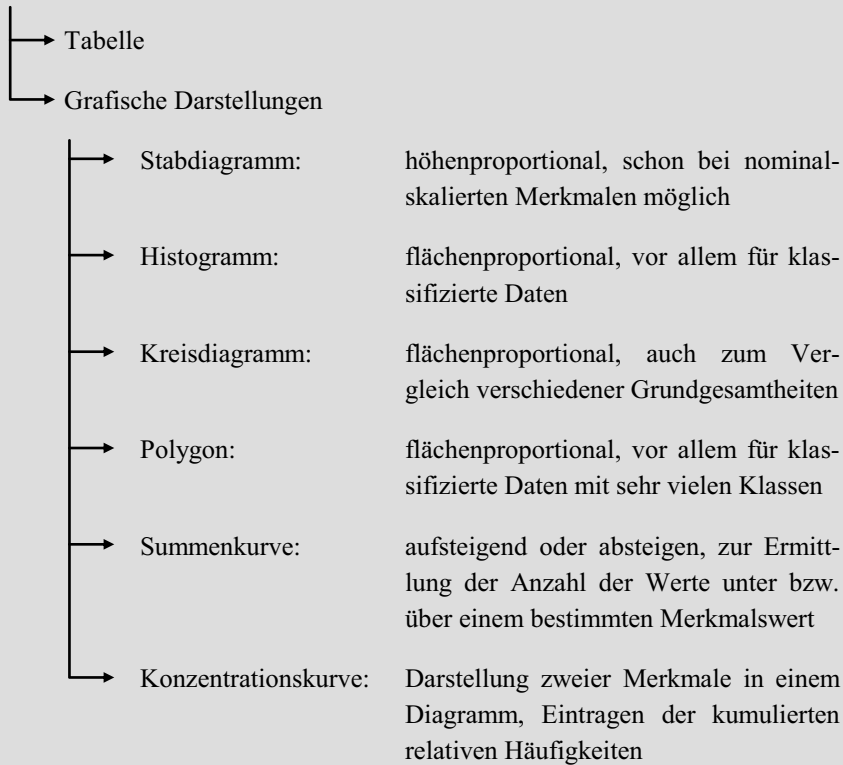 Tabelle
Grafische Darstellungen
Stabdiagramm: höhenproportional, schon bei nominal-
skalierten Merkmalen möglich
Histogramm: flächenproportional, vor allem für klas-
sifizierte Daten
Kreisdiagramm: flächenproportional, auch zum Ver-
gleich verschiedener Grundgesamtheiten
Polygon: flächenproportional, vor allem für klas-
sifizierte Daten mit sehr vielen Klassen
Summenkurve: aufsteigend oder absteigen, zur Ermitt-
lung der Anzahl der Werte unter bzw.
über einem bestimmten Merkmalswert
Konzentrationskurve: Darstellung zweier Merkmale in einem
Diagramm, Eintragen der kumulierten
relativen Häufigkeiten